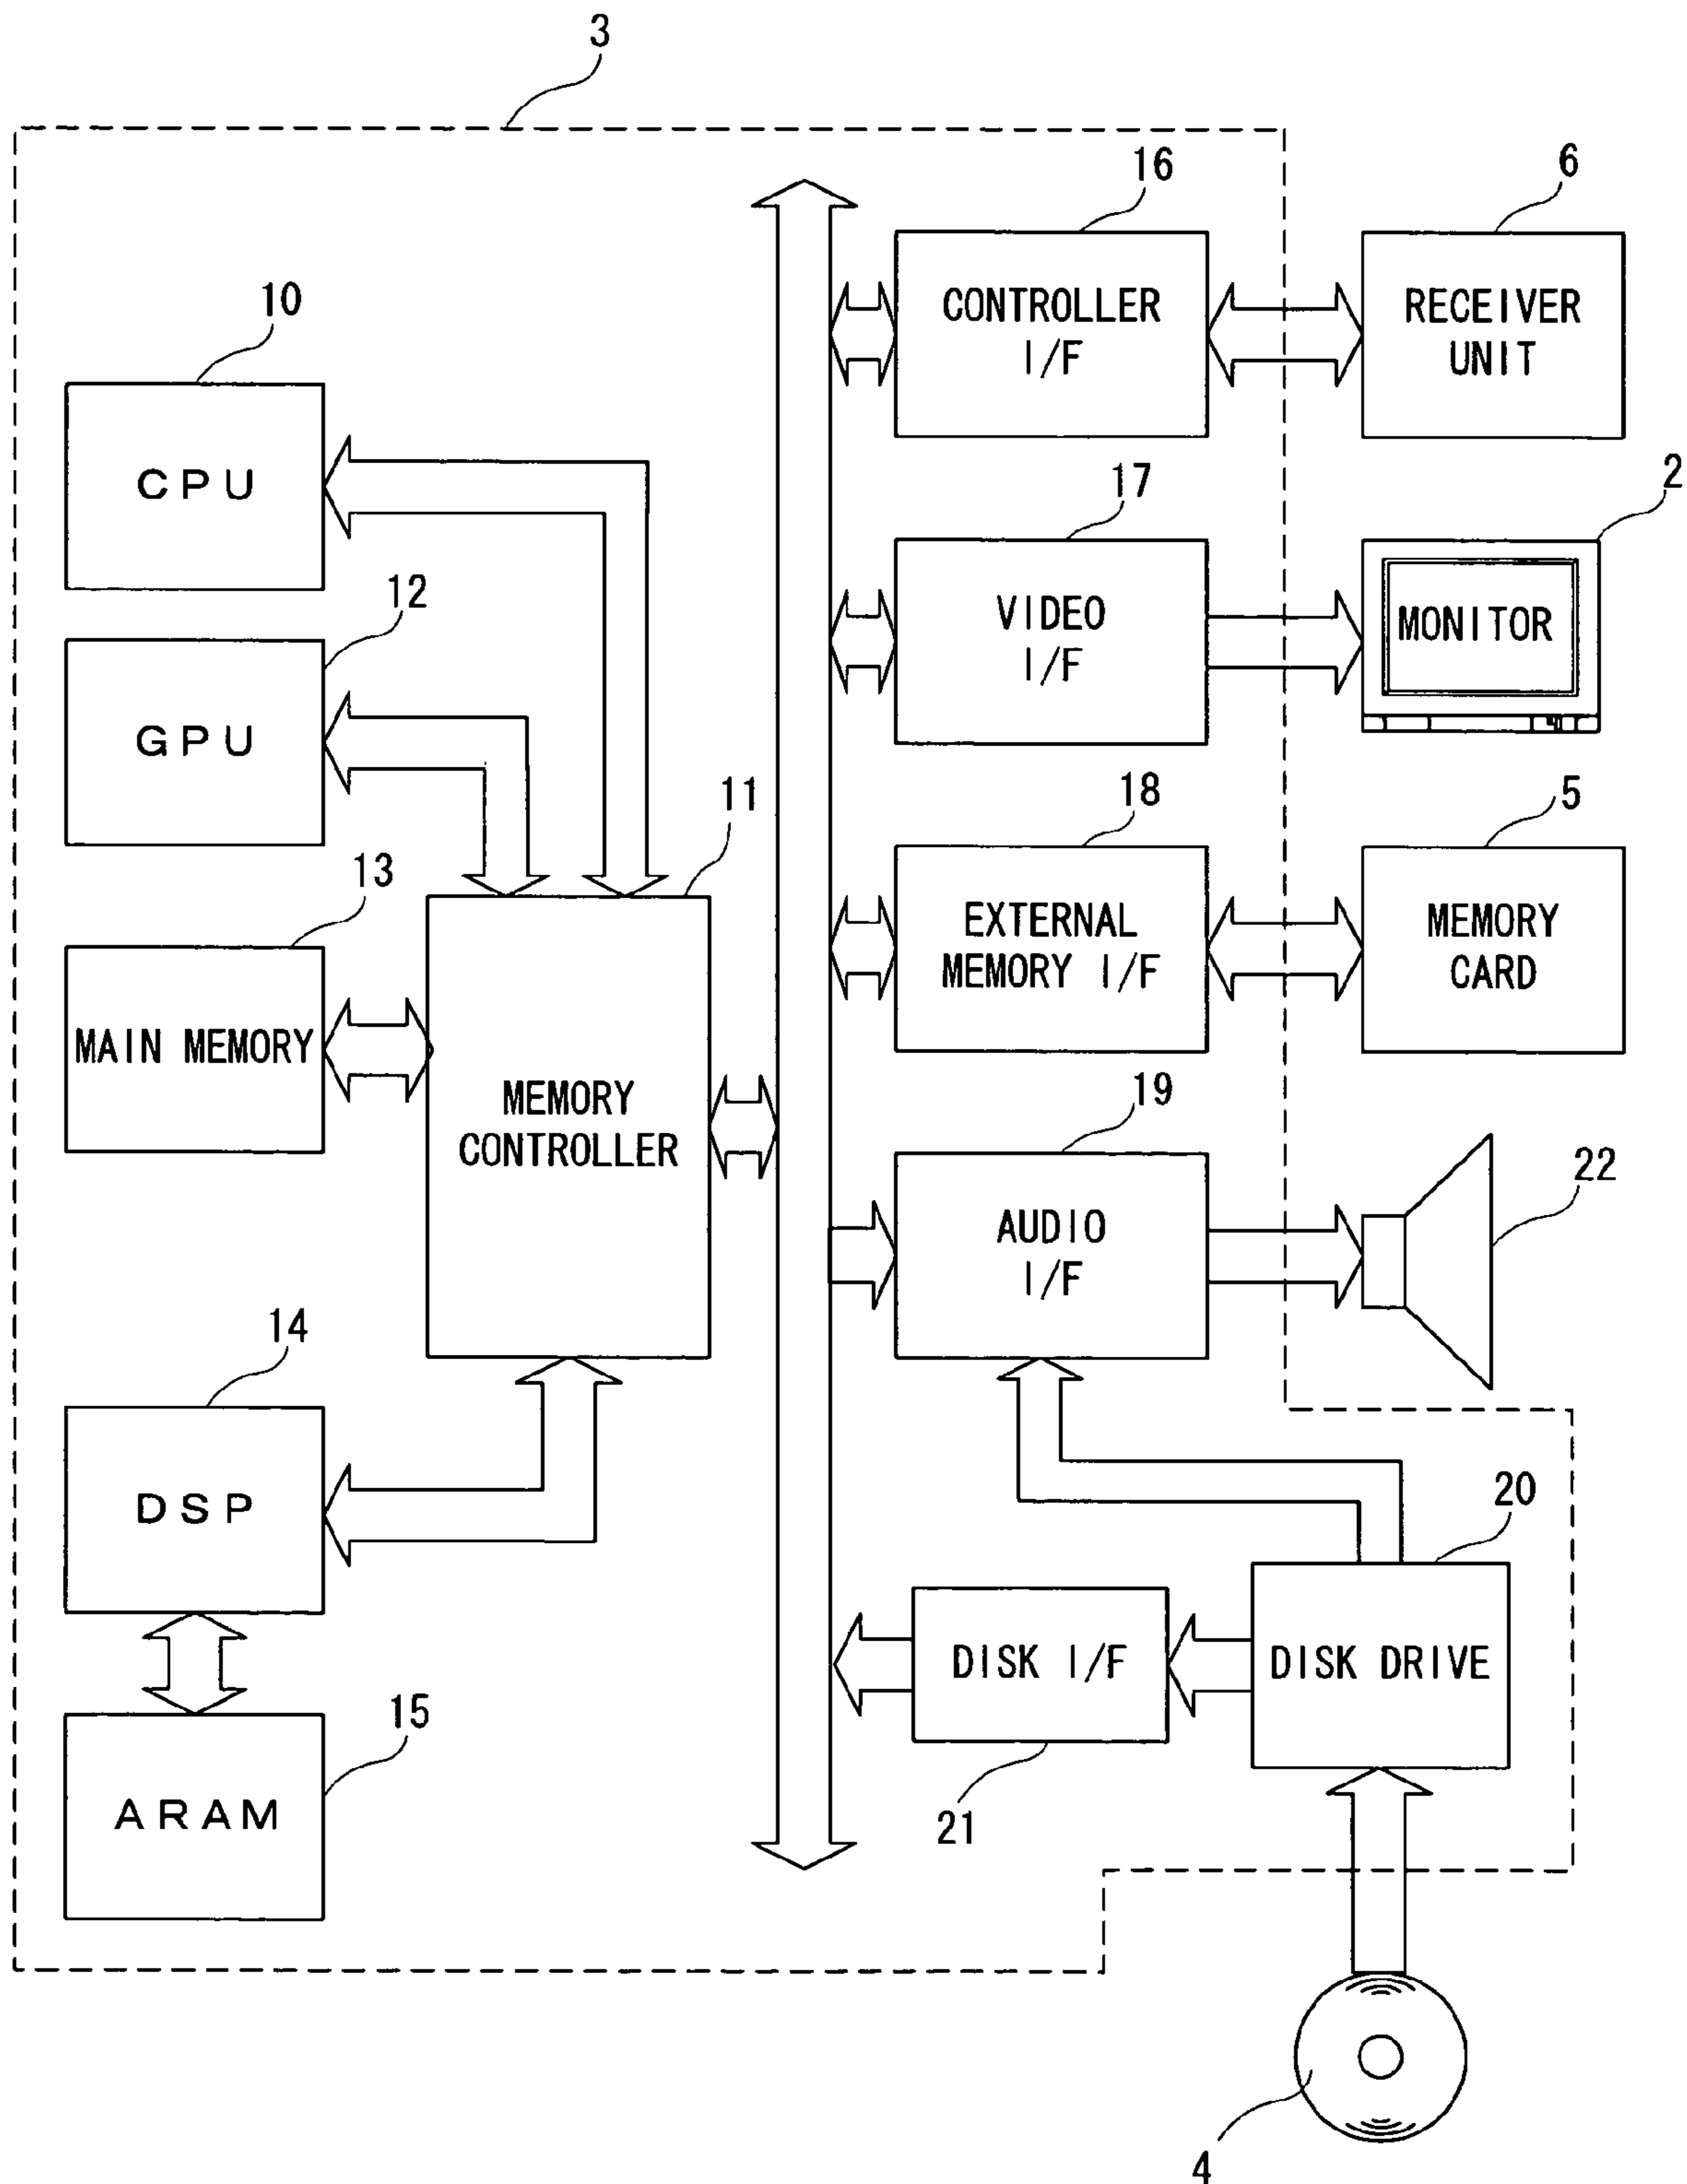 3
16
6
CONTROLLER
I/F
RECEIVER
UNIT
10
CPU
17
2
VIDEO
I/F
MONITOR
12
GPU
11
18
5
EXTERNAL
MEMORY I/F
MEMORY
CARD
13
MAIN MEMORY
MEMORY
CONTROLLER
19
22
AUDIO
I/F
14
DSP
20
DISK I/F
DISK DRIVE
15
21
ARAM
4